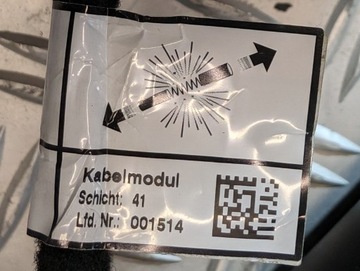 Kabelmodul
Schicht: 41
Lfd. Nr.: 001514